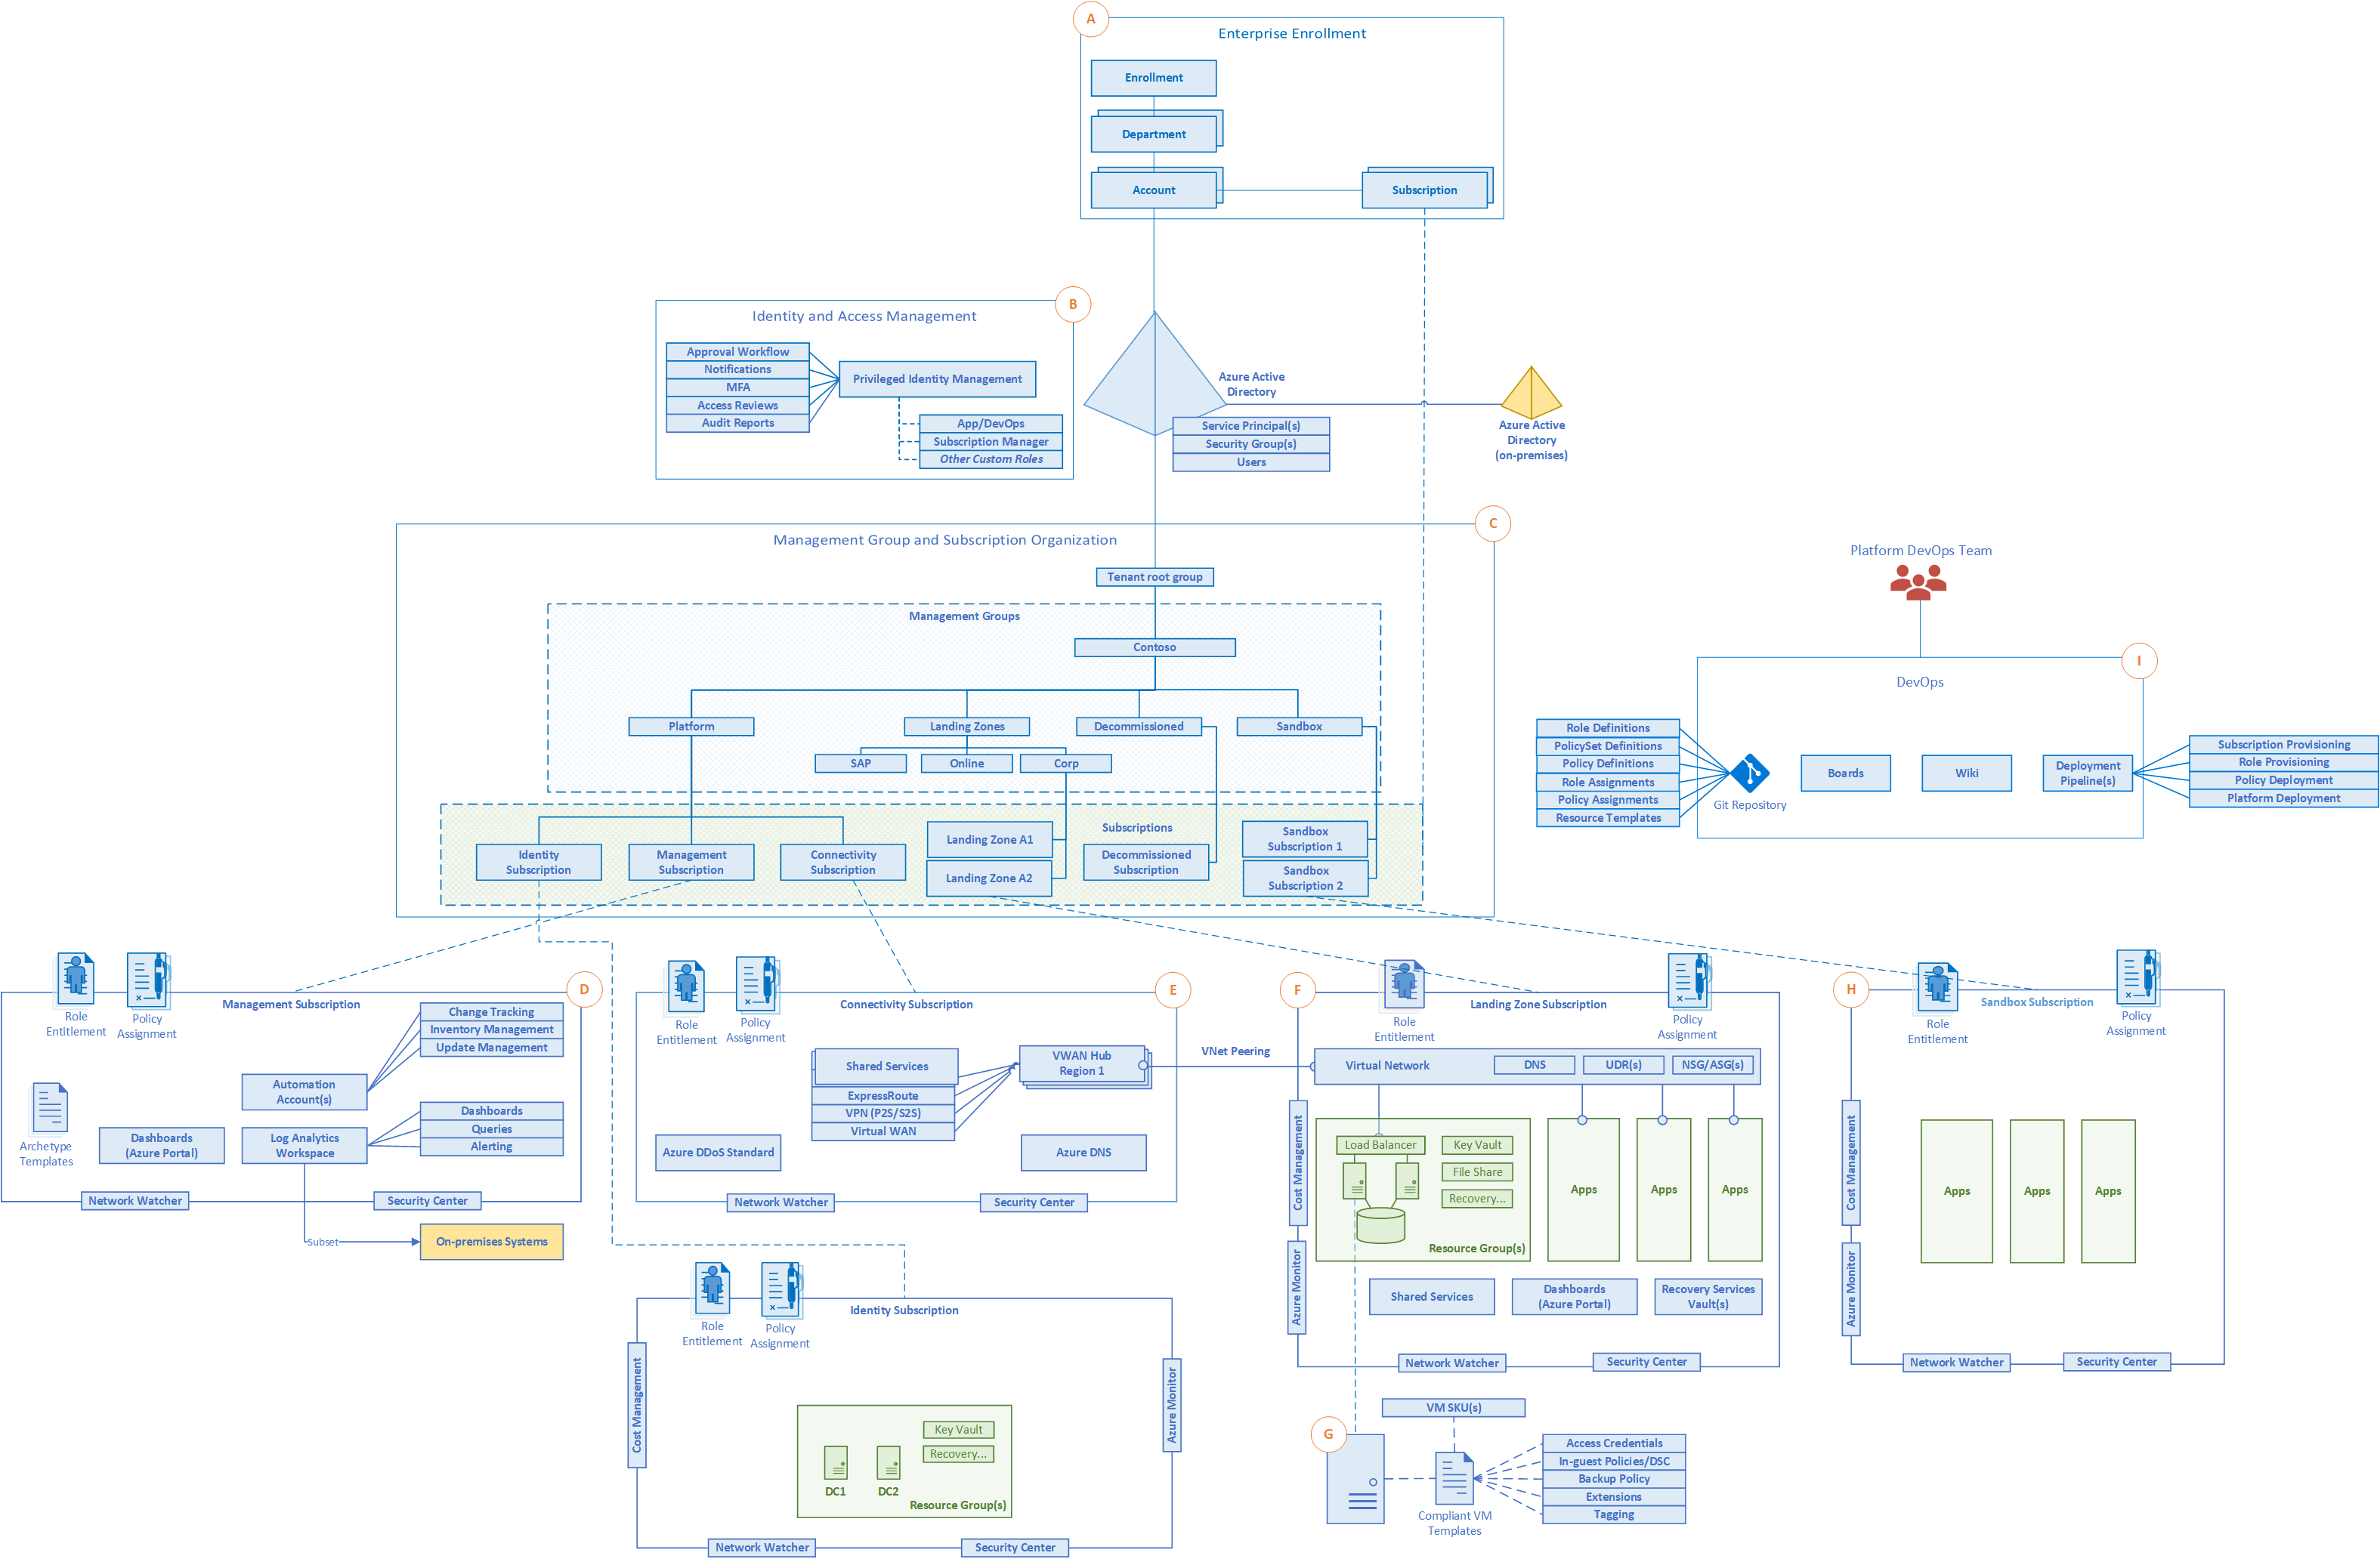 A
Enterprise Enrollment
Enrollment
Department
Account
Subscription
B
Identity and Access Management
Approval Workflow
Notifications
MFA
Access Reviews
Audit Reports
Privileged Identity Management
App/DevOps
Subscription Manager
Other Custom Roles
Azure Active
Directory
Service Principal(s)
Security Group(s)
Users
Azure Active
Directory
(on-premises)
C
Management Group and Subscription Organization
Tenant root group
Management Groups
Contoso
Platform
Landing Zones
Decommissioned
Sandbox
SAP
Online
Corp
Subscriptions
Identity
Subscription
Management
Subscription
Connectivity
Subscription
Landing Zone A1
Landing Zone A2
Decommissioned
Subscription
Sandbox
Subscription 1
Sandbox
Subscription 2
Platform DevOps Team
I
DevOps
Role Definitions
PolicySet Definitions
Policy Definitions
Role Assignments
Policy Assignments
Resource Templates
Git Repository
Boards
Wiki
Deployment
Pipeline(s)
Subscription Provisioning
Role Provisioning
Policy Deployment
Platform Deployment
D
Management Subscription
Role
Entitlement
Policy
Assignment
Change Tracking
Inventory Management
Update Management
Automation
Account(s)
Archetype
Templates
Dashboards
(Azure Portal)
Log Analytics
Workspace
Dashboards
Queries
Alerting
Network Watcher
Security Center
Subset
On-premises Systems
E
Connectivity Subscription
Role
Entitlement
Policy
Assignment
Shared Services
ExpressRoute
VPN (P2S/S2S)
Virtual WAN
VWAN Hub
Region 1
Azure DDoS Standard
Azure DNS
Network Watcher
Security Center
VNet Peering
Identity Subscription
Role
Entitlement
Policy
Assignment
Cost Management
Azure Monitor
Key Vault
Recovery...
DC1
DC2
Resource Group(s)
Network Watcher
Security Center
F
Landing Zone Subscription
Role
Entitlement
Policy
Assignment
Virtual Network
DNS
UDR(s)
NSG/ASG(s)
Cost Management
Azure Monitor
Load Balancer
Key Vault
File Share
Recovery...
Resource Group(s)
Apps
Apps
Apps
Shared Services
Dashboards
(Azure Portal)
Recovery Services
Vault(s)
Network Watcher
Security Center
G
VM SKU(s)
Compliant VM
Templates
Access Credentials
In-guest Policies/DSC
Backup Policy
Extensions
Tagging
H
Sandbox Subscription
Role
Entitlement
Policy
Assignment
Cost Management
Azure Monitor
Apps
Apps
Apps
Network Watcher
Security Center